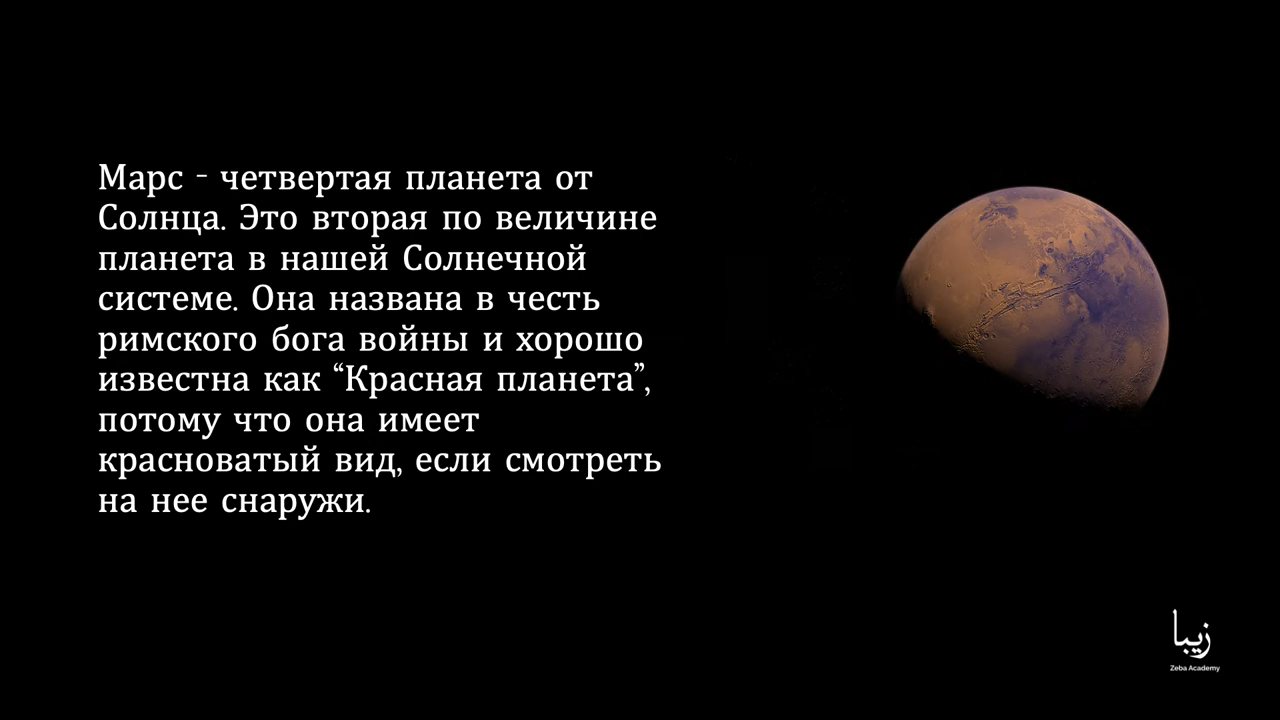 Марс - четвертая планета от
Солнца. Это вторая по величине
планета в нашей Солнечной
системе. Она названа в честь
римского бога войны и хорошо
известна как “Красная планета”,
потому что она имеет
красноватый вид, если смотреть
на нее снаружи.
زيبا
Zeba Academy